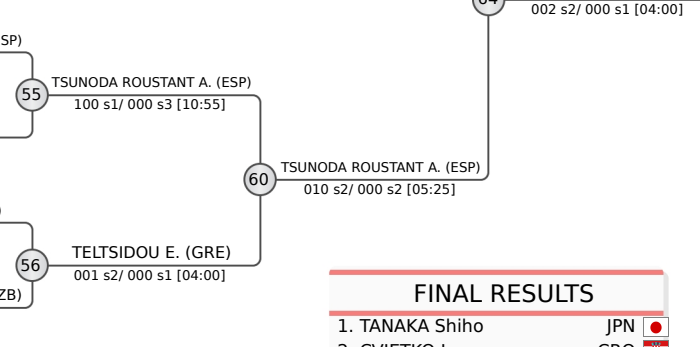 002 s2/ 000 s1 [04:00]
SP)
TSUNODA ROUSTANT A. (ESP)
55
100 s1/ 000 s3 [10:55]
TSUNODA ROUSTANT A. (ESP)
60
010 s2/ 000 s2 [05:25]
TELTSIDOU E. (GRE)
56
001 s2/ 000 s1 [04:00]
ZB)
FINAL RESULTS
1. TANAKA Shiho JPN